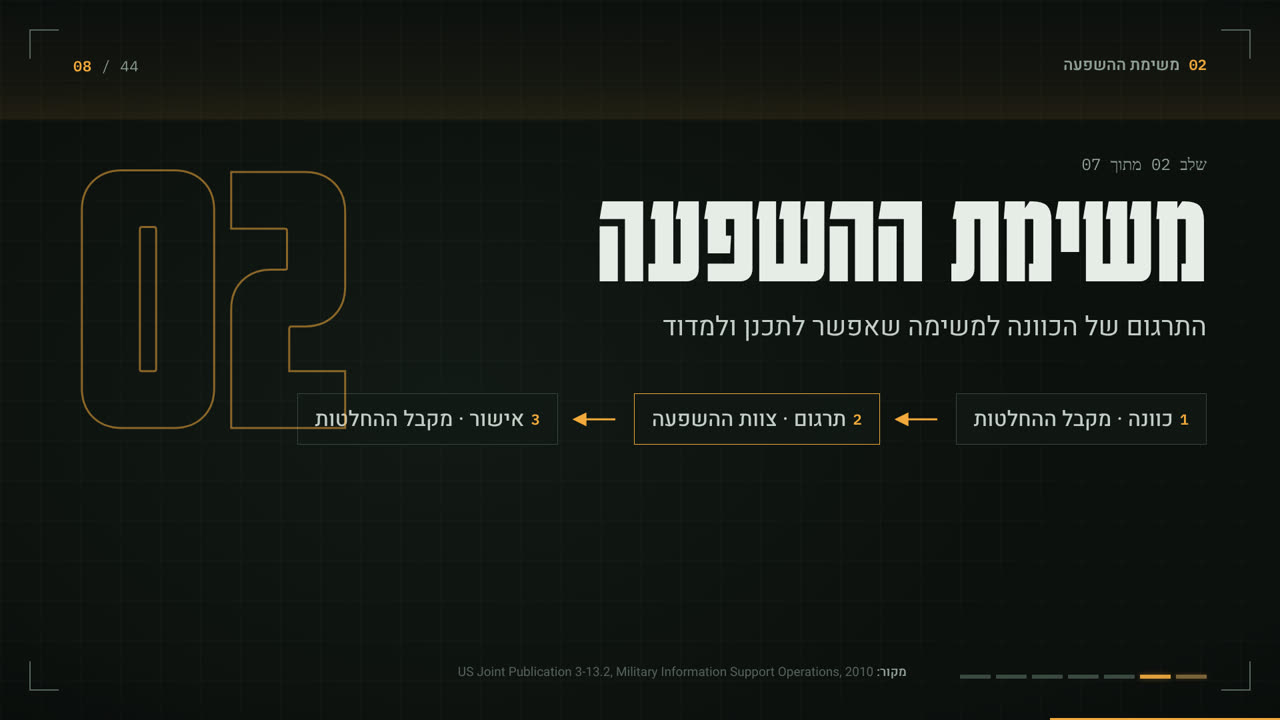 02 משימת ההשפעה
08 / 44
שלב 02 מתוך 07
משימת ההשפעה
02
התרגום של הכוונה למשימה שאפשר לתכנן ולמדוד
1 כוונה · מקבל ההחלטות
2 תרגום · צוות ההשפעה
3 אישור · מקבל ההחלטות
מקור: US Joint Publication 3-13.2, Military Information Support Operations, 2010